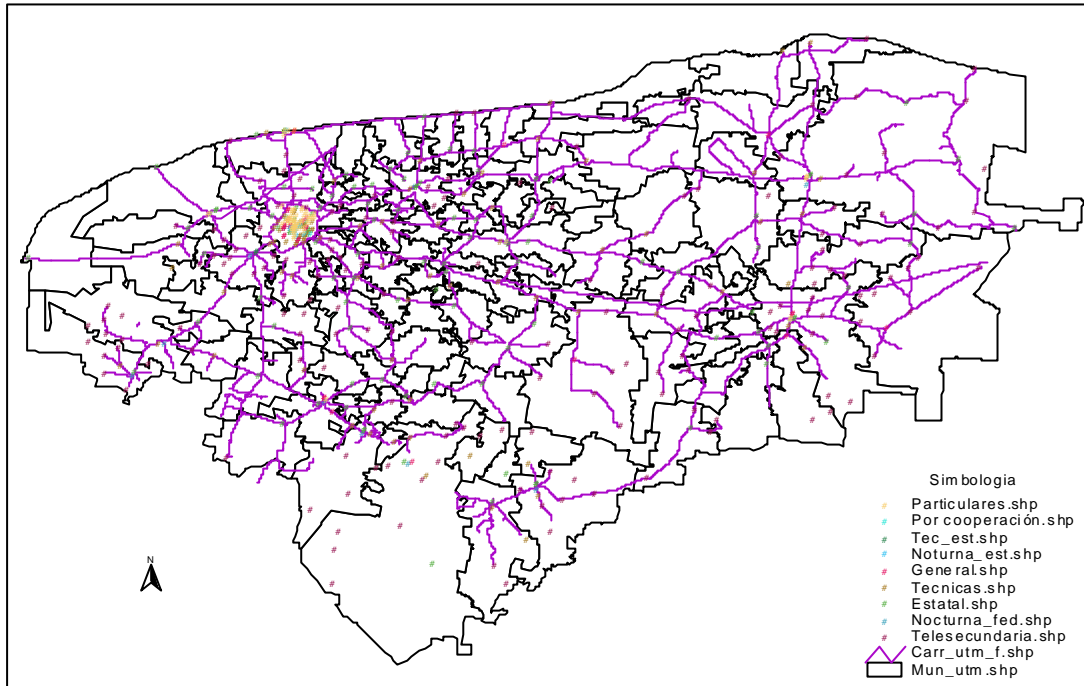 N
Simbologia
# Particulares.shp
# Por cooperación.shp
# Tec_est.shp
# Noturna_est.shp
# General.shp
# Tecnicas.shp
# Estatal.shp
# Nocturna_fed.shp
# Telesecundaria.shp
Carr_utm_f.shp
Mun_utm.shp